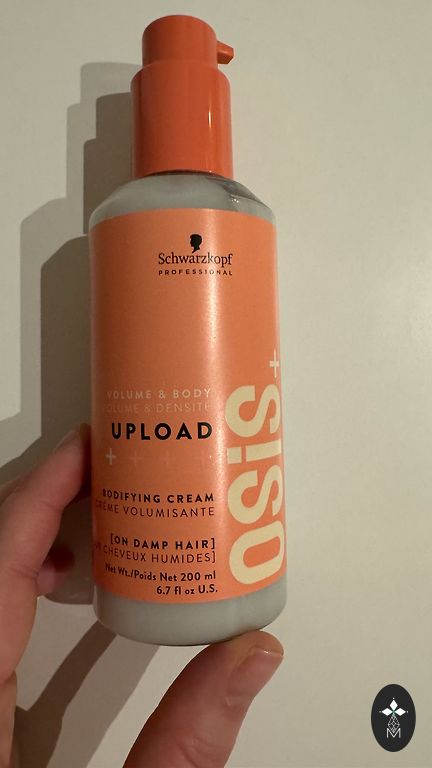 Schwarzkopf
PROFESSIONAL
VOLUME & BODY
VOLUME & DENSITÉ
UPLOAD
+ + + + +
BODIFYING CREAM
CRÈME VOLUMISANTE
[ON DAMP HAIR]
CHEVEUX HUMIDES]
Net Wt./Poids Net 200 ml
6.7 fl oz U.S.
OSiS+